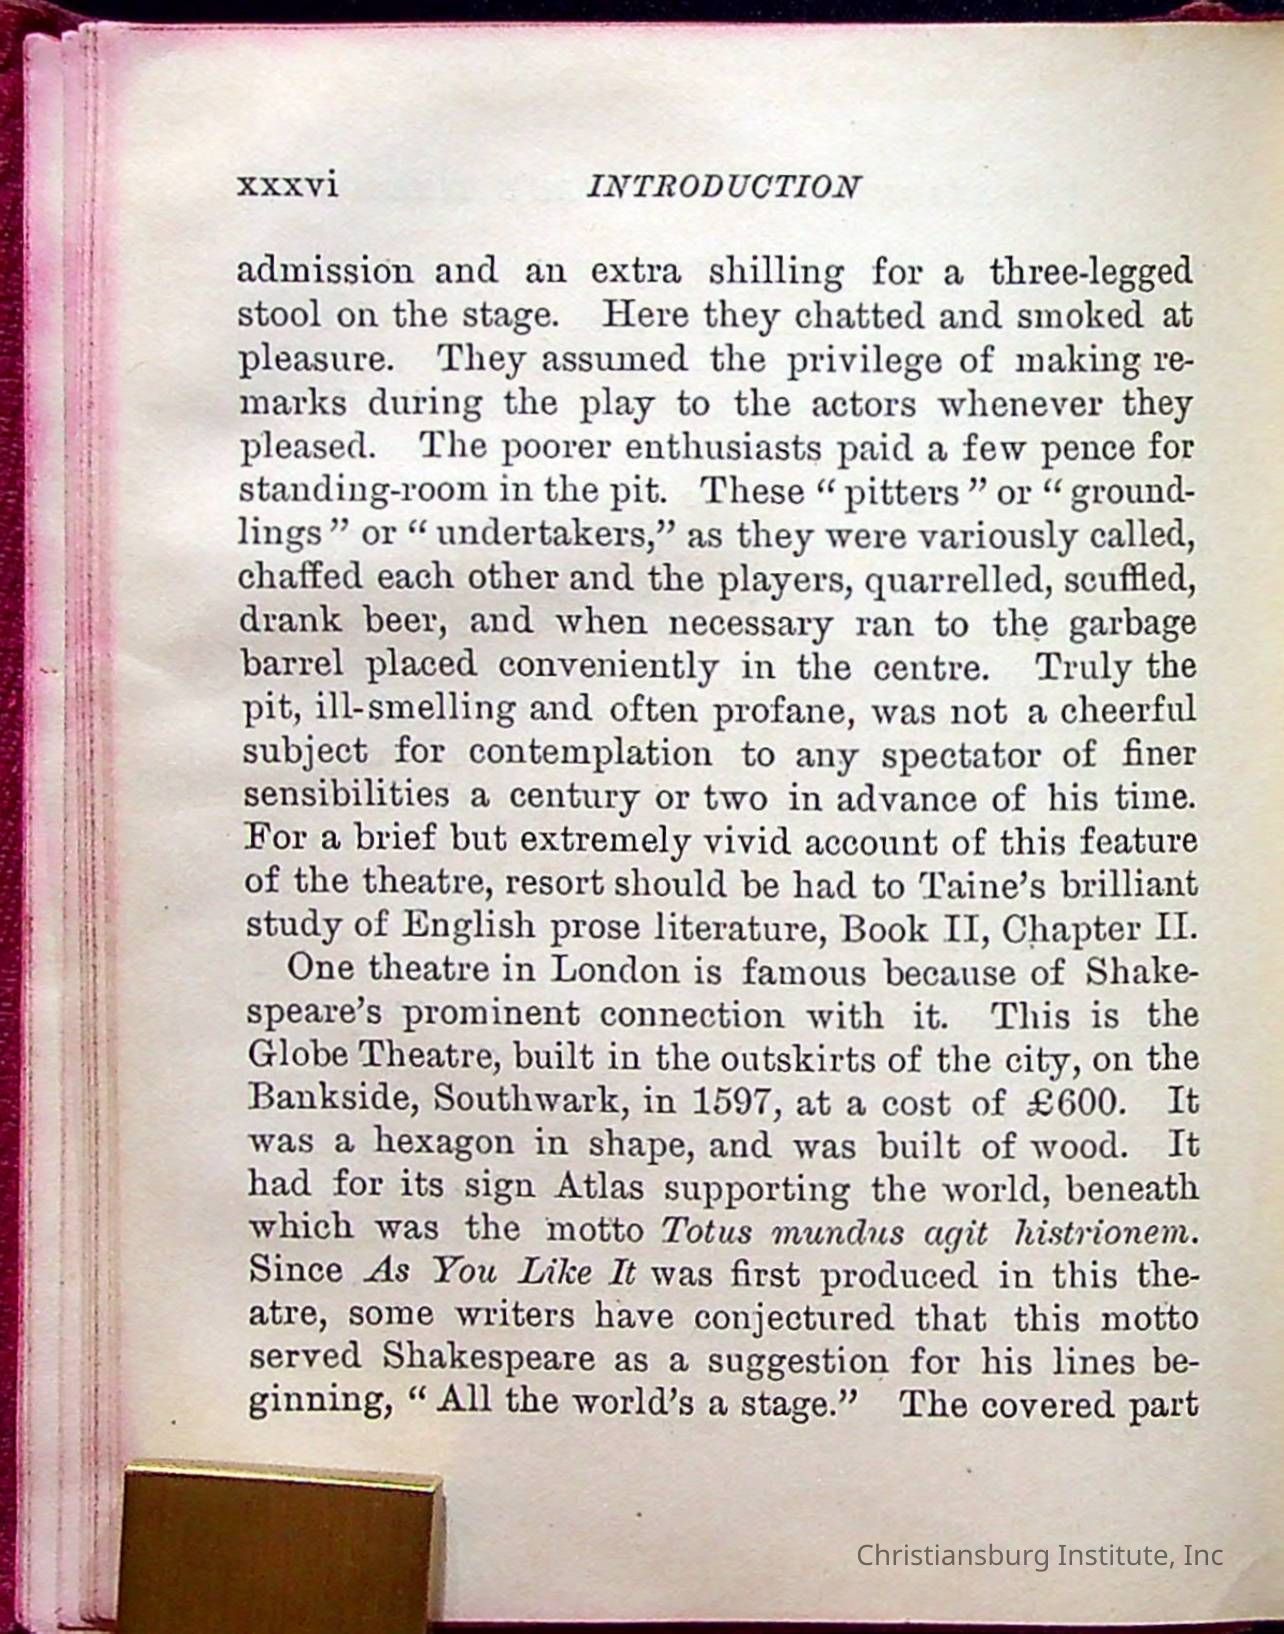 xxxvi INTRODUCTION
admission and an extra shilling for a three-legged
stool on the stage. Here they chatted and smoked at
pleasure. They assumed the privilege of making re-
marks during the play to the actors whenever they
pleased. The poorer enthusiasts paid a few pence for
standing-room in the pit. These “ pitters ” or “ ground-
lings ” or “ undertakers,” as they were variously called,
chaffed each other and the players, quarrelled, scuffled,
drank beer, and when necessary ran to the garbage
barrel placed conveniently in the centre. Truly the
pit, ill-smelling and often profane, was not a cheerful
subject for contemplation to any spectator of finer
sensibilities a century or two in advance of his time.
For a brief but extremely vivid account of this feature
of the theatre, resort should be had to Taine’s brilliant
study of English prose literature, Book II, Chapter II.
One theatre in London is famous because of Shake-
speare’s prominent connection with it. This is the
Globe Theatre, built in the outskirts of the city, on the
Bankside, Southwark, in 1597, at a cost of £600. It
was a hexagon in shape, and was built of wood. It
had for its sign Atlas supporting the world, beneath
which was the motto Totus mundus agit histrionem.
Since As You Like It was first produced in this the-
atre, some writers have conjectured that this motto
served Shakespeare as a suggestion for his lines be-
ginning, “ All the world’s a stage.” The covered part
Christiansburg Institute, Inc